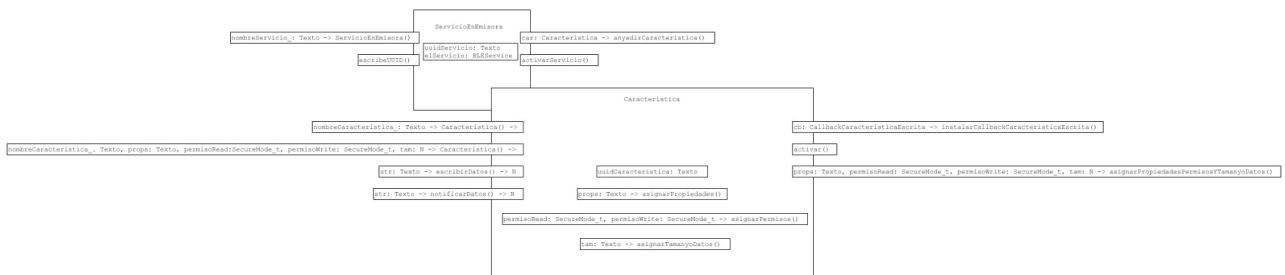 ServicioEnEmisora
nombreServicio_: Texto -> ServicioEnEmisora()
car: Caracteristica -> anyadirCaracteristica()
uuidServicio: Texto
elServicio: BLEService
escribeUUID()
activarServicio()
Caracteristica
nombreCaracteristica_: Texto -> Caracteristica() ->
cb: CallbackCaracteristicaEscrita -> instalarCallbackCaracteristicaEscrita()
nombreCaracteristica_. Texto, props: Texto, permisoRead:SecureMode_t, permisoWrite: SecureMode_t, tam: N -> Caracteristica() ->
activar()
str: Texto -> escribirDatos() -> N
uuidCaracteristica: Texto
props: Texto, permisoRead: SecureMode_t, permisoWrite: SecureMode_t, tam: N -> asignarPropiedadesPermisosYTamanyoDatos()
str: Texto -> notificarDatos() -> N
props: Texto -> asignarPropiedades()
permisoRead: SecureMode_t, permisoWrite: SecureMode_t -> asignarPermisos()
tam: Texto -> asignarTamanyoDatos()